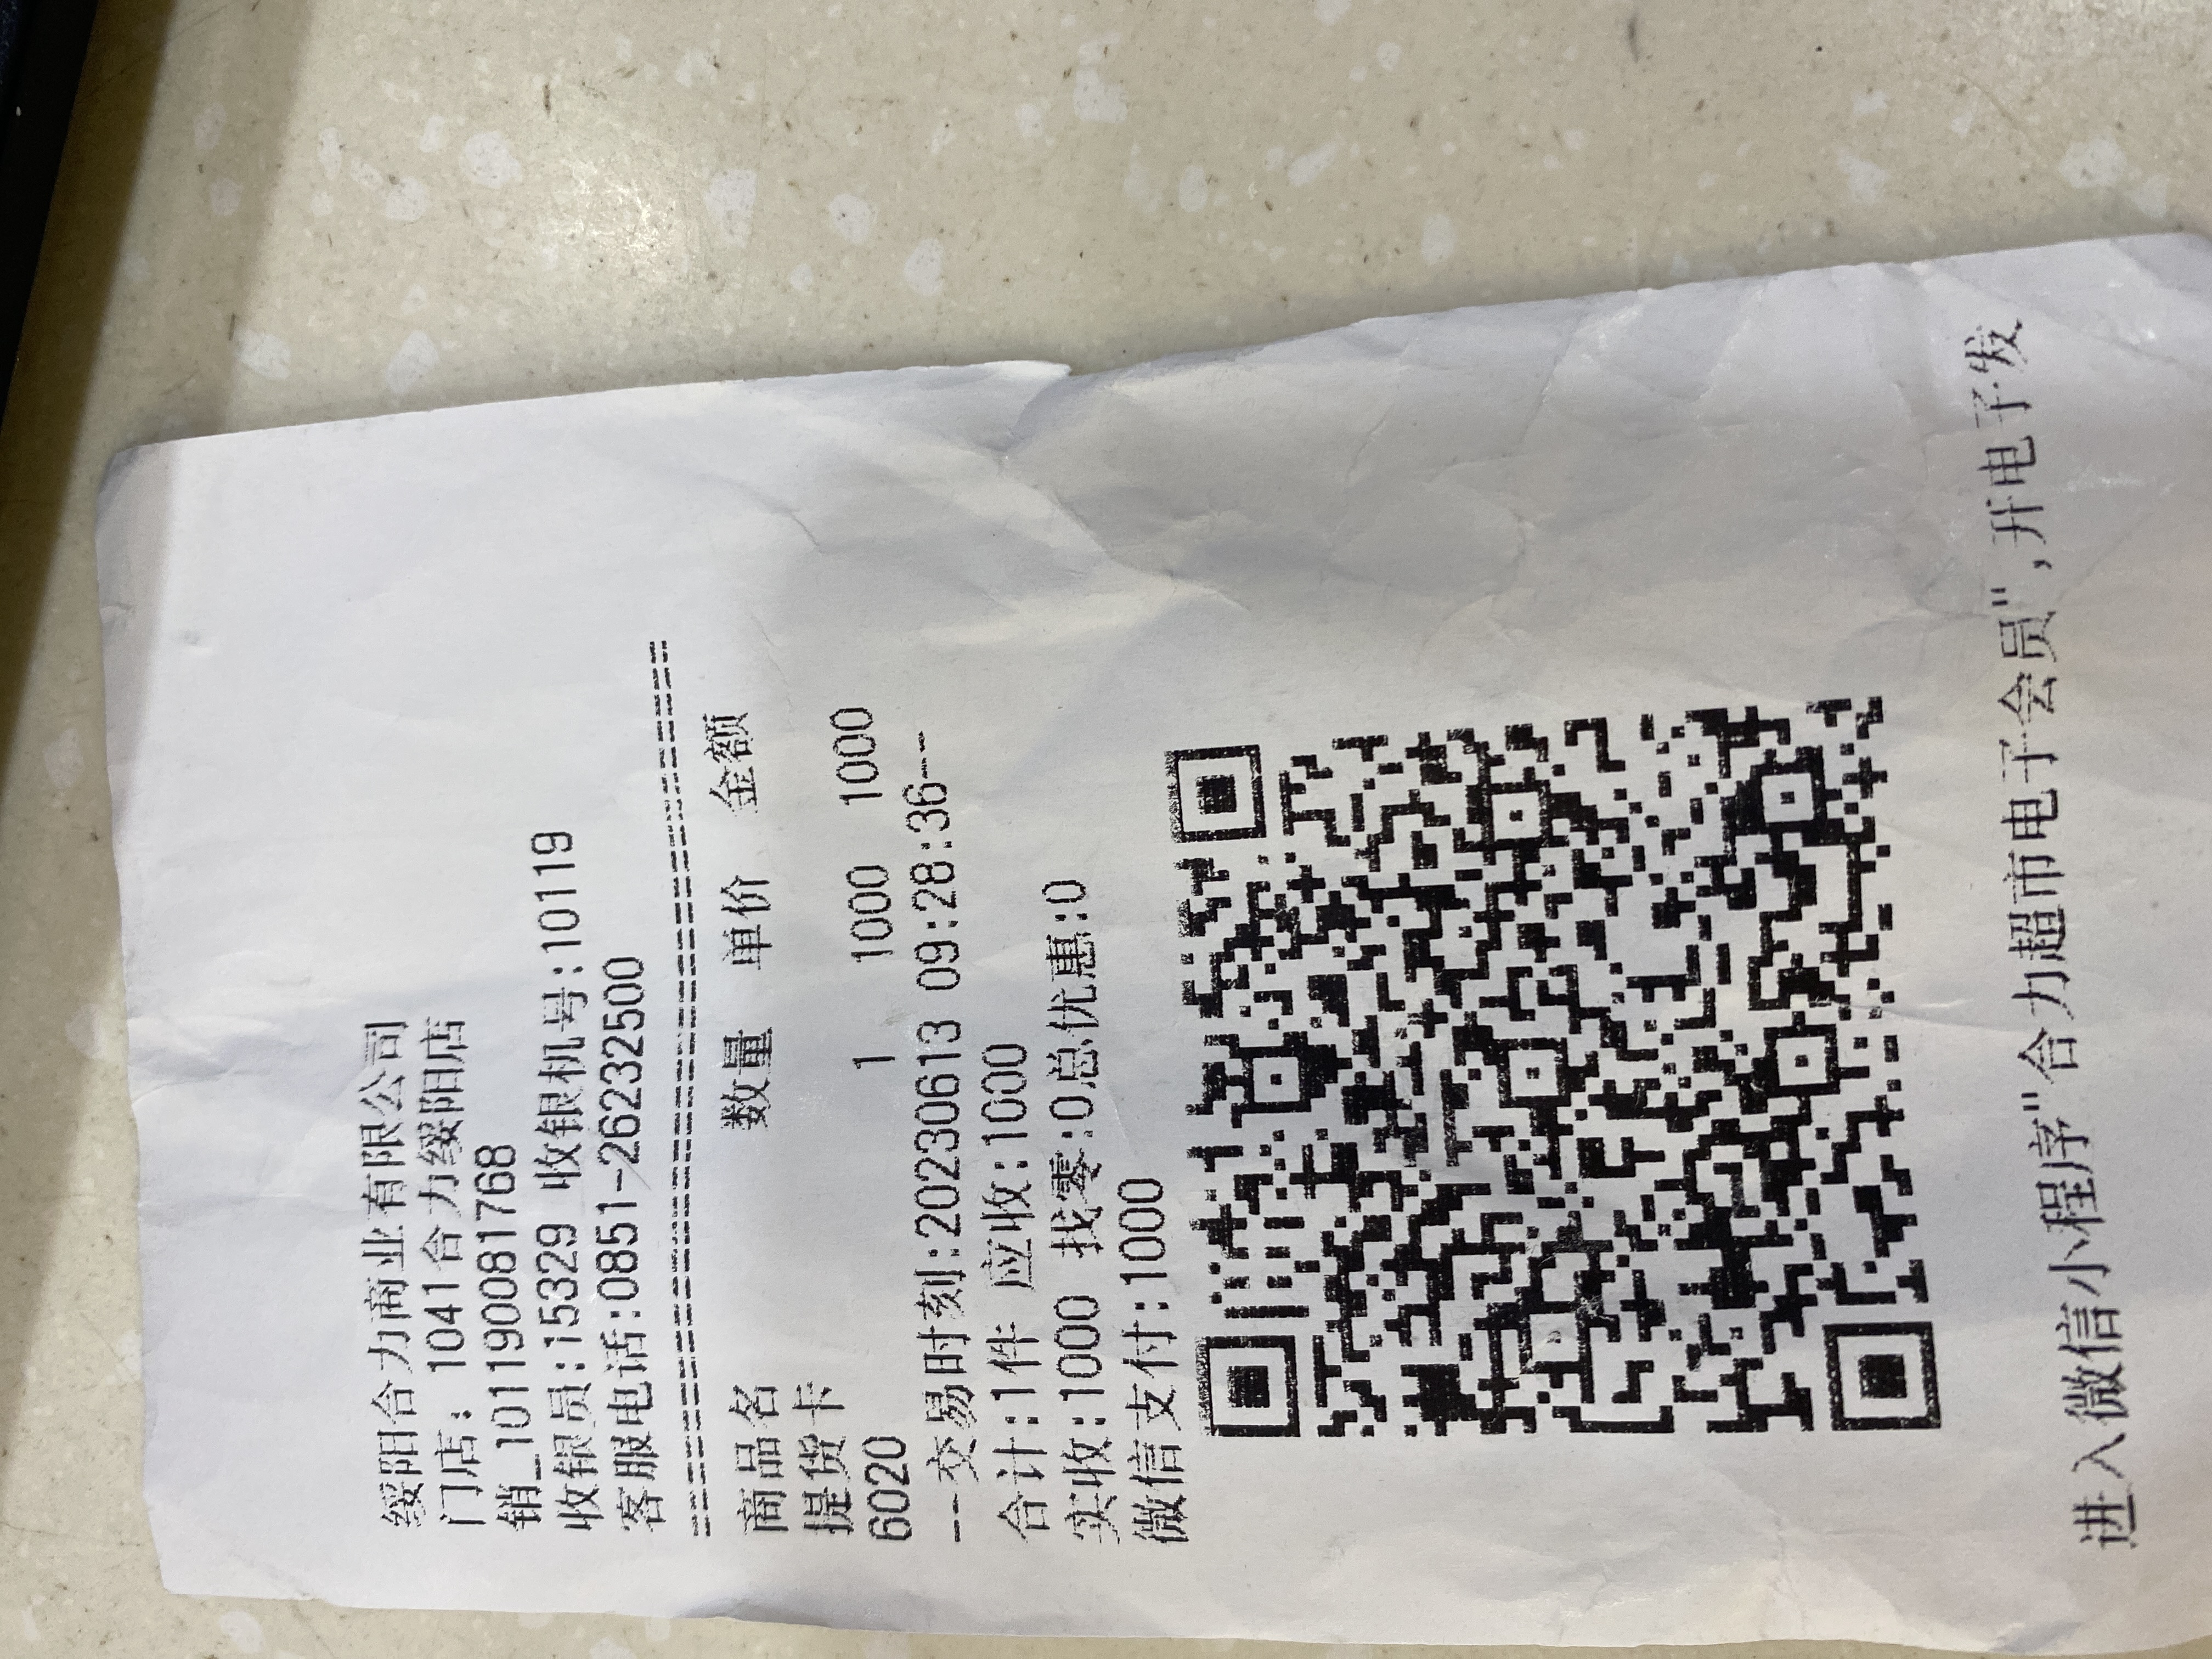 绥阳合力商业有限公司
门店: 1041合力绥阳店
销_101190081768
收银员:15329 收银机号:10119
客服电话:0851-26232500
================================================
商品名 数量 单价 金额
提货卡
6020 1 1000 1000
--交易时刻:20230613 09:28:36--
合计:1件 应收:1000
实收:1000 找零:0总优惠:0
微信支付:1000
进入微信小程序"合力超市电子会员",开电子发